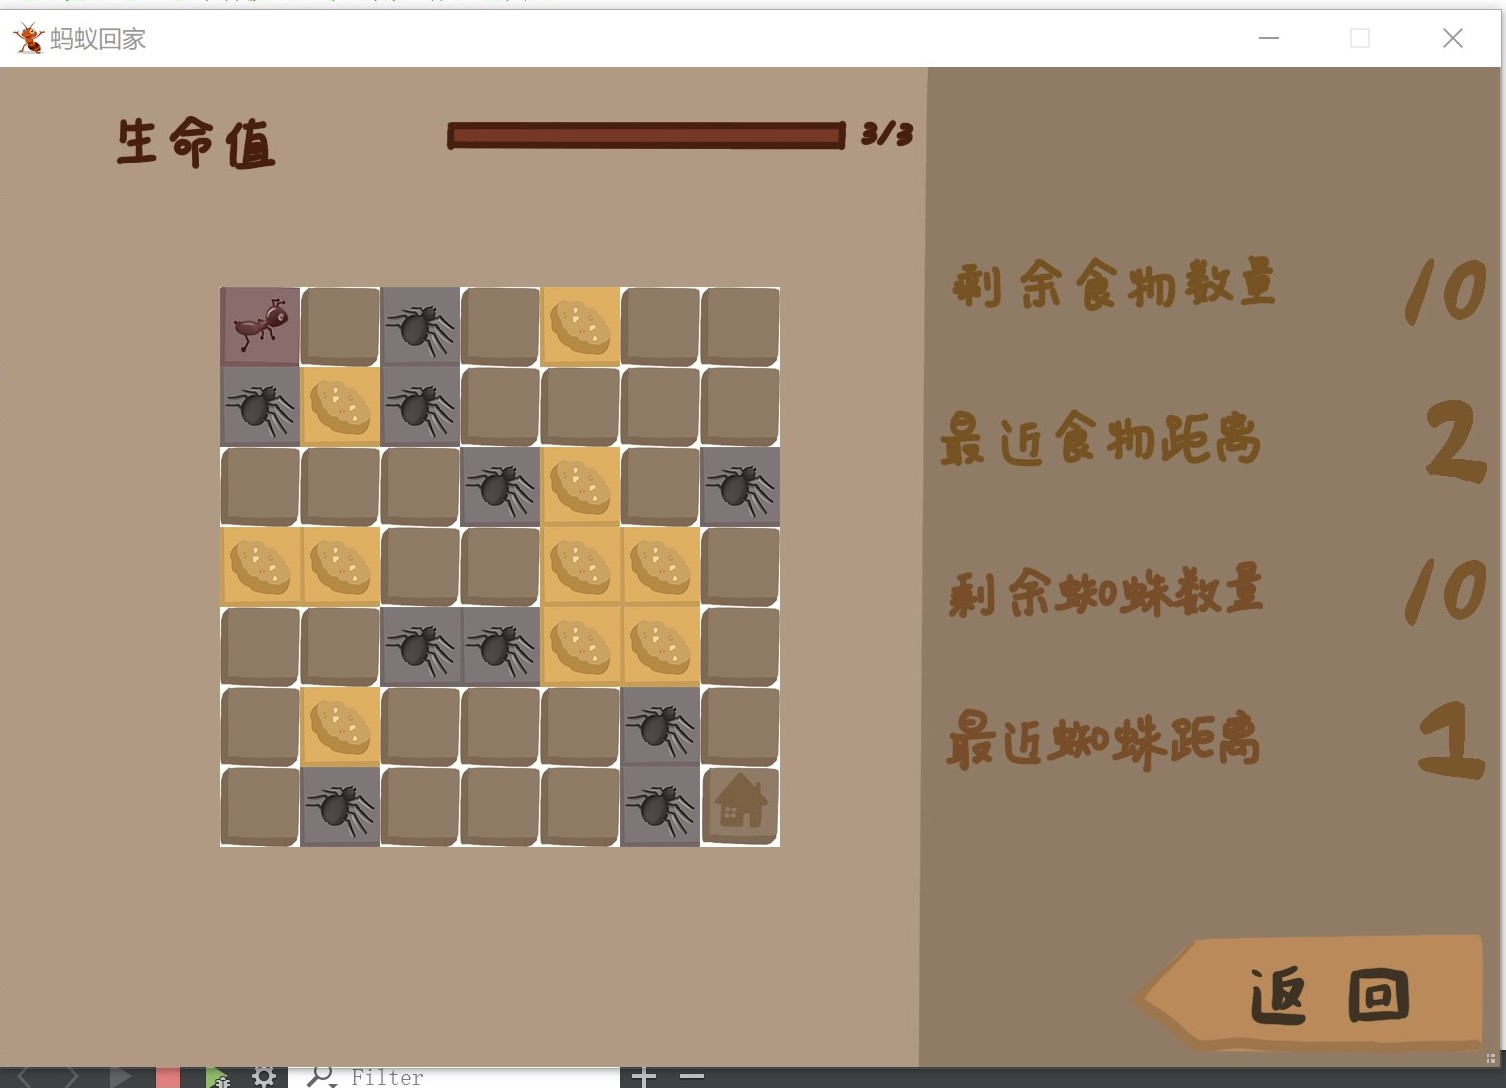 蚂蚁回家
生命值 3/3
剩余食物数量 10
最近食物距离 2
剩余蜘蛛数量 10
最近蜘蛛距离 1
返回
Filter